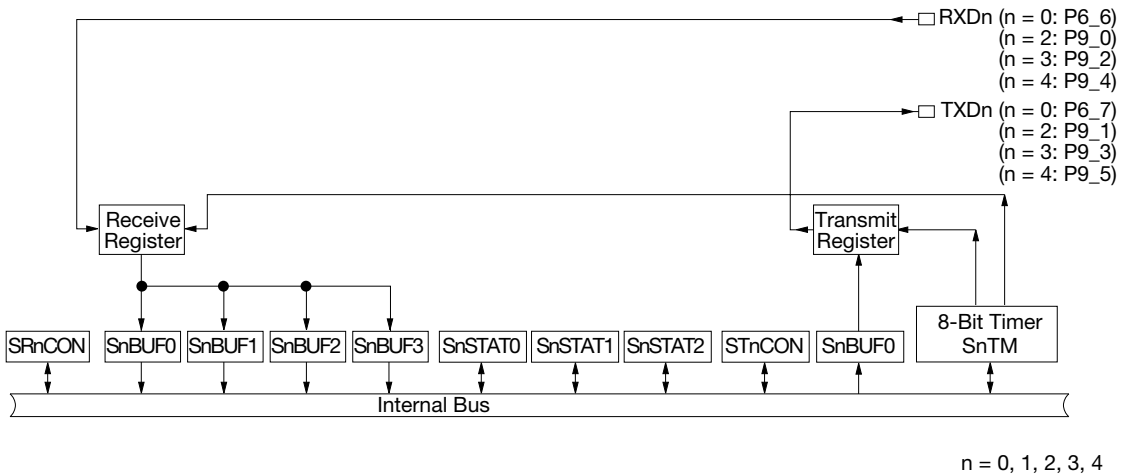 RXDn (n = 0: P6_6)
(n = 2: P9_0)
(n = 3: P9_2)
(n = 4: P9_4)
TXDn (n = 0: P6_7)
(n = 2: P9_1)
(n = 3: P9_3)
(n = 4: P9_5)
Receive
Register
Transmit
Register
SRnCON
SnBUF0
SnBUF1
SnBUF2
SnBUF3
SnSTAT0
SnSTAT1
SnSTAT2
STnCON
SnBUF0
8-Bit Timer
SnTM
Internal Bus
n = 0, 1, 2, 3, 4